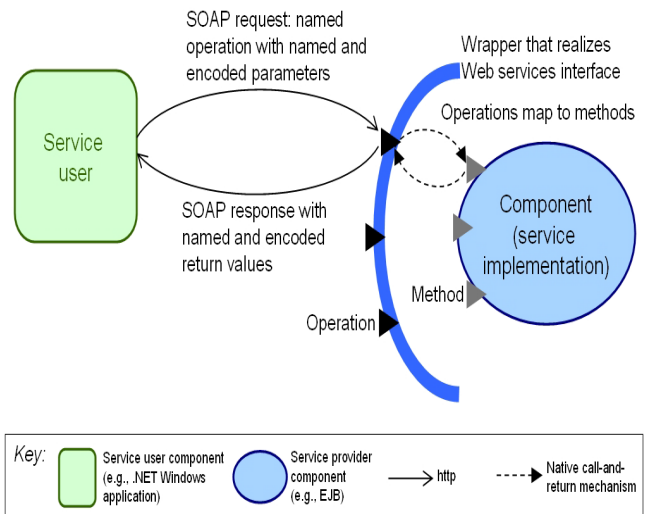 SOAP request: named
operation with named and
encoded parameters
Wrapper that realizes
Web services interface
Operations map to methods
Service
user
SOAP response with
named and encoded
return values
Component
(service
implementation)
Method
Operation
Key:
Service user component
(e.g., .NET Windows
application)
Service provider
component
(e.g., EJB)
http
Native call-and-
return mechanism